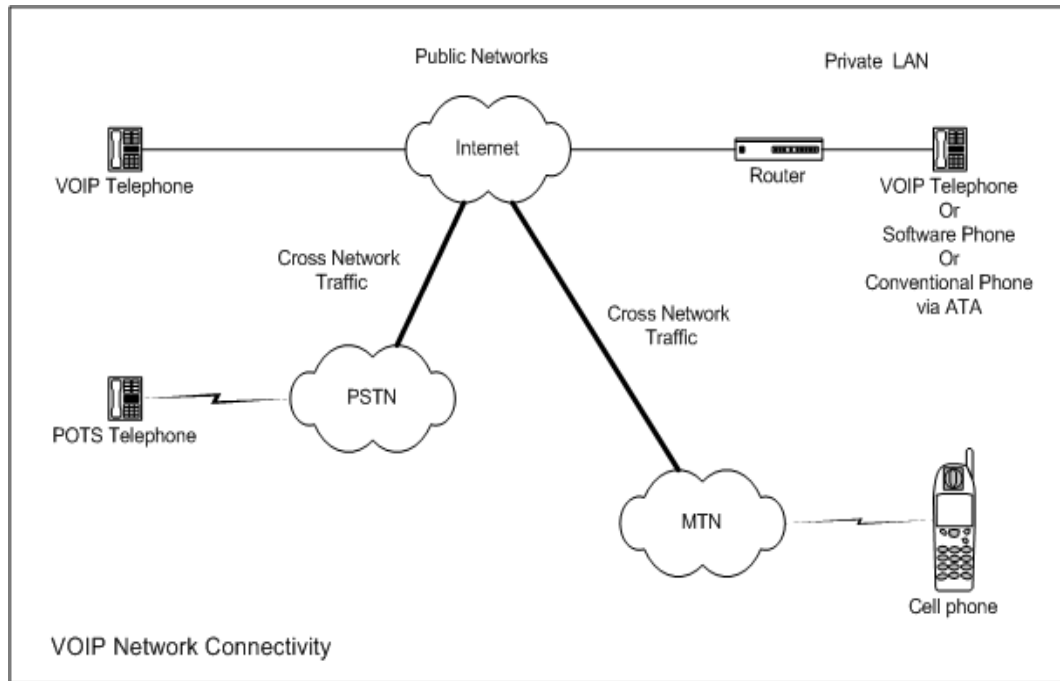 Public Networks
Private LAN
Internet
VOIP Telephone
Router
VOIP Telephone
Or
Software Phone
Or
Conventional Phone
via ATA
Cross Network
Traffic
Cross Network
Traffic
PSTN
POTS Telephone
MTN
Cell phone
VOIP Network Connectivity